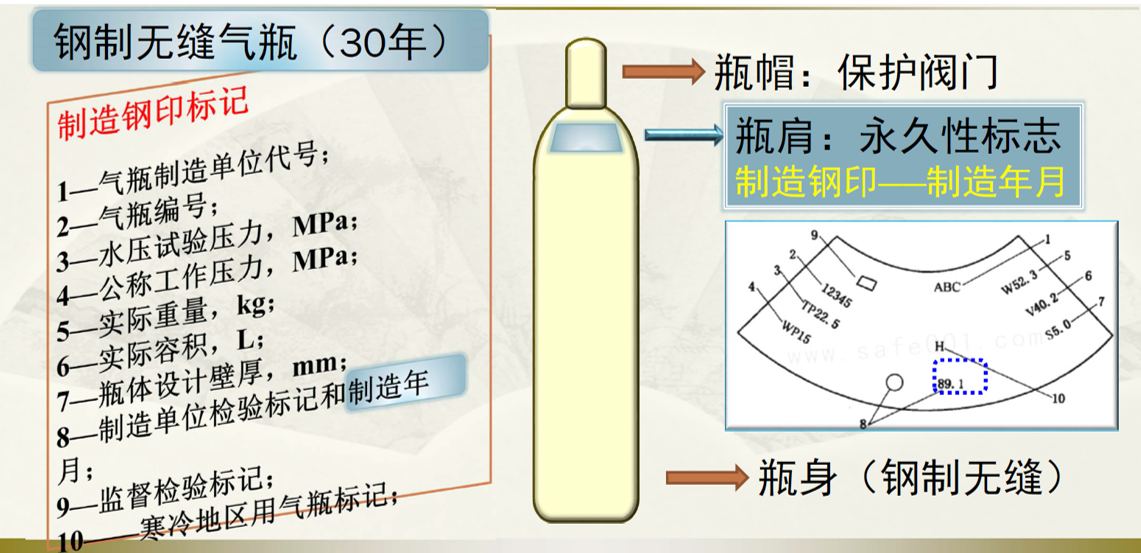 钢制无缝气瓶（30年）
制造钢印标记
1—气瓶制造单位代号；
2—气瓶编号；
3—水压试验压力，MPa；
4—公称工作压力，MPa；
5—实际重量，kg；
6—实际容积，L；
7—瓶体设计壁厚，mm；
8—制造单位检验标记和制造年
月；
9—监督检验标记；
10——寒冷地区用气瓶标记；
瓶帽：保护阀门
瓶肩：永久性标志
制造钢印——制造年月
9
1
2
5
3
12345
ABC
W52.3
6
4
TP22.5
V40.2
7
WP15
S5.0
www.safe001.com
H
89.1
10
8
瓶身（钢制无缝）